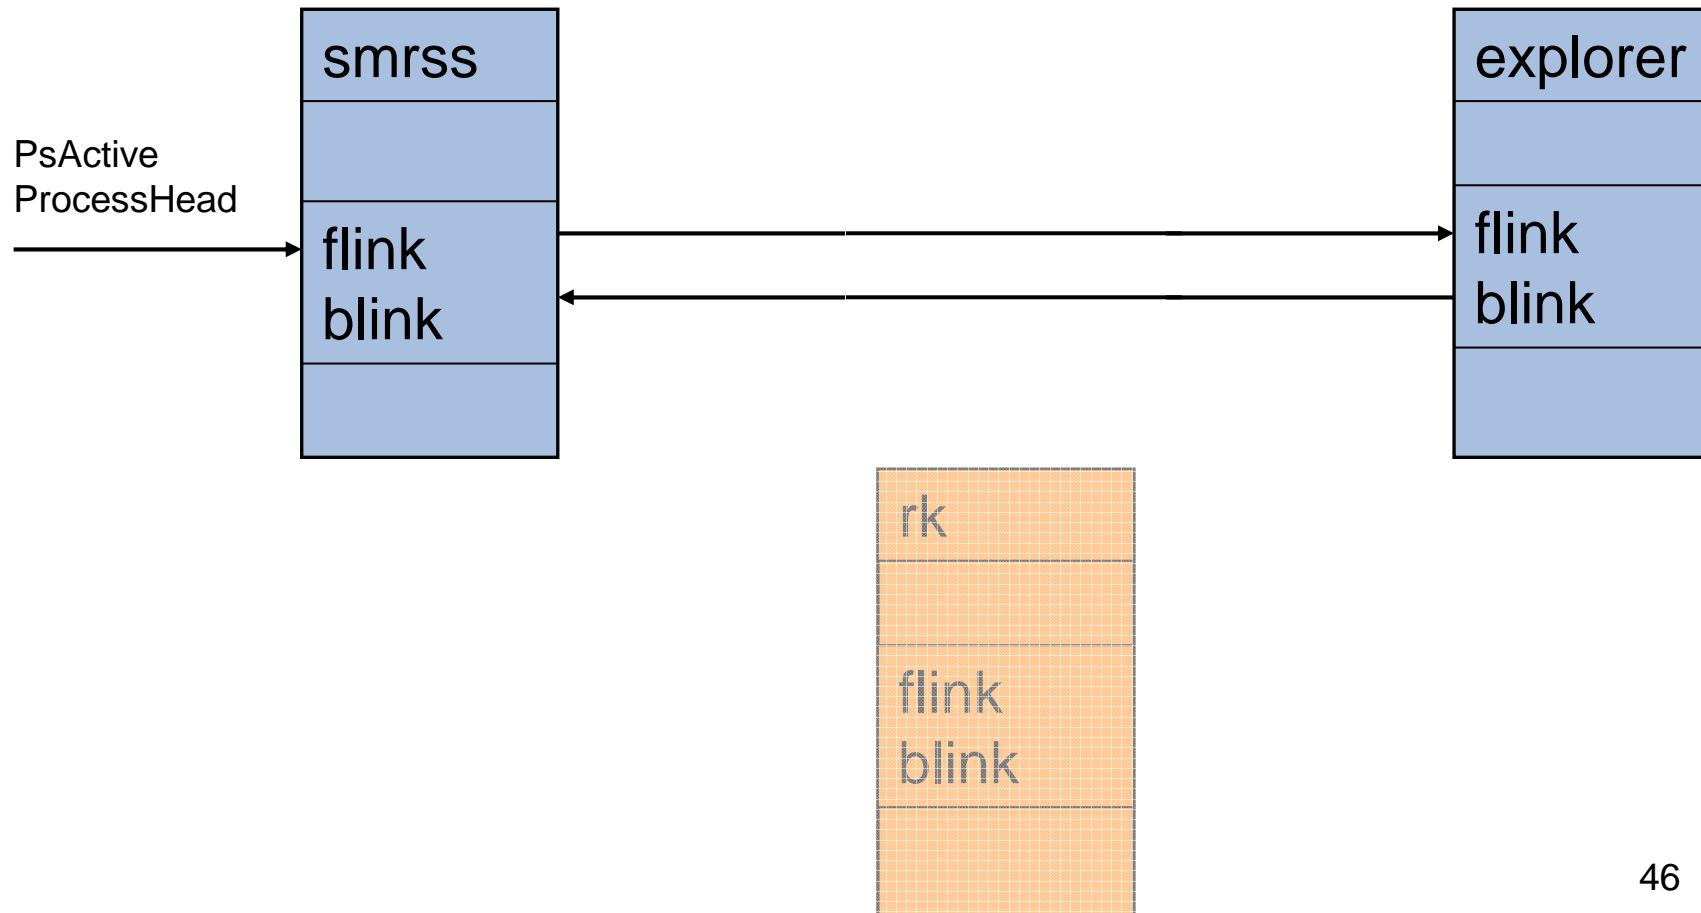 smrss
explorer
PsActive
ProcessHead
flink
blink
flink
blink
rk
flink
blink
46